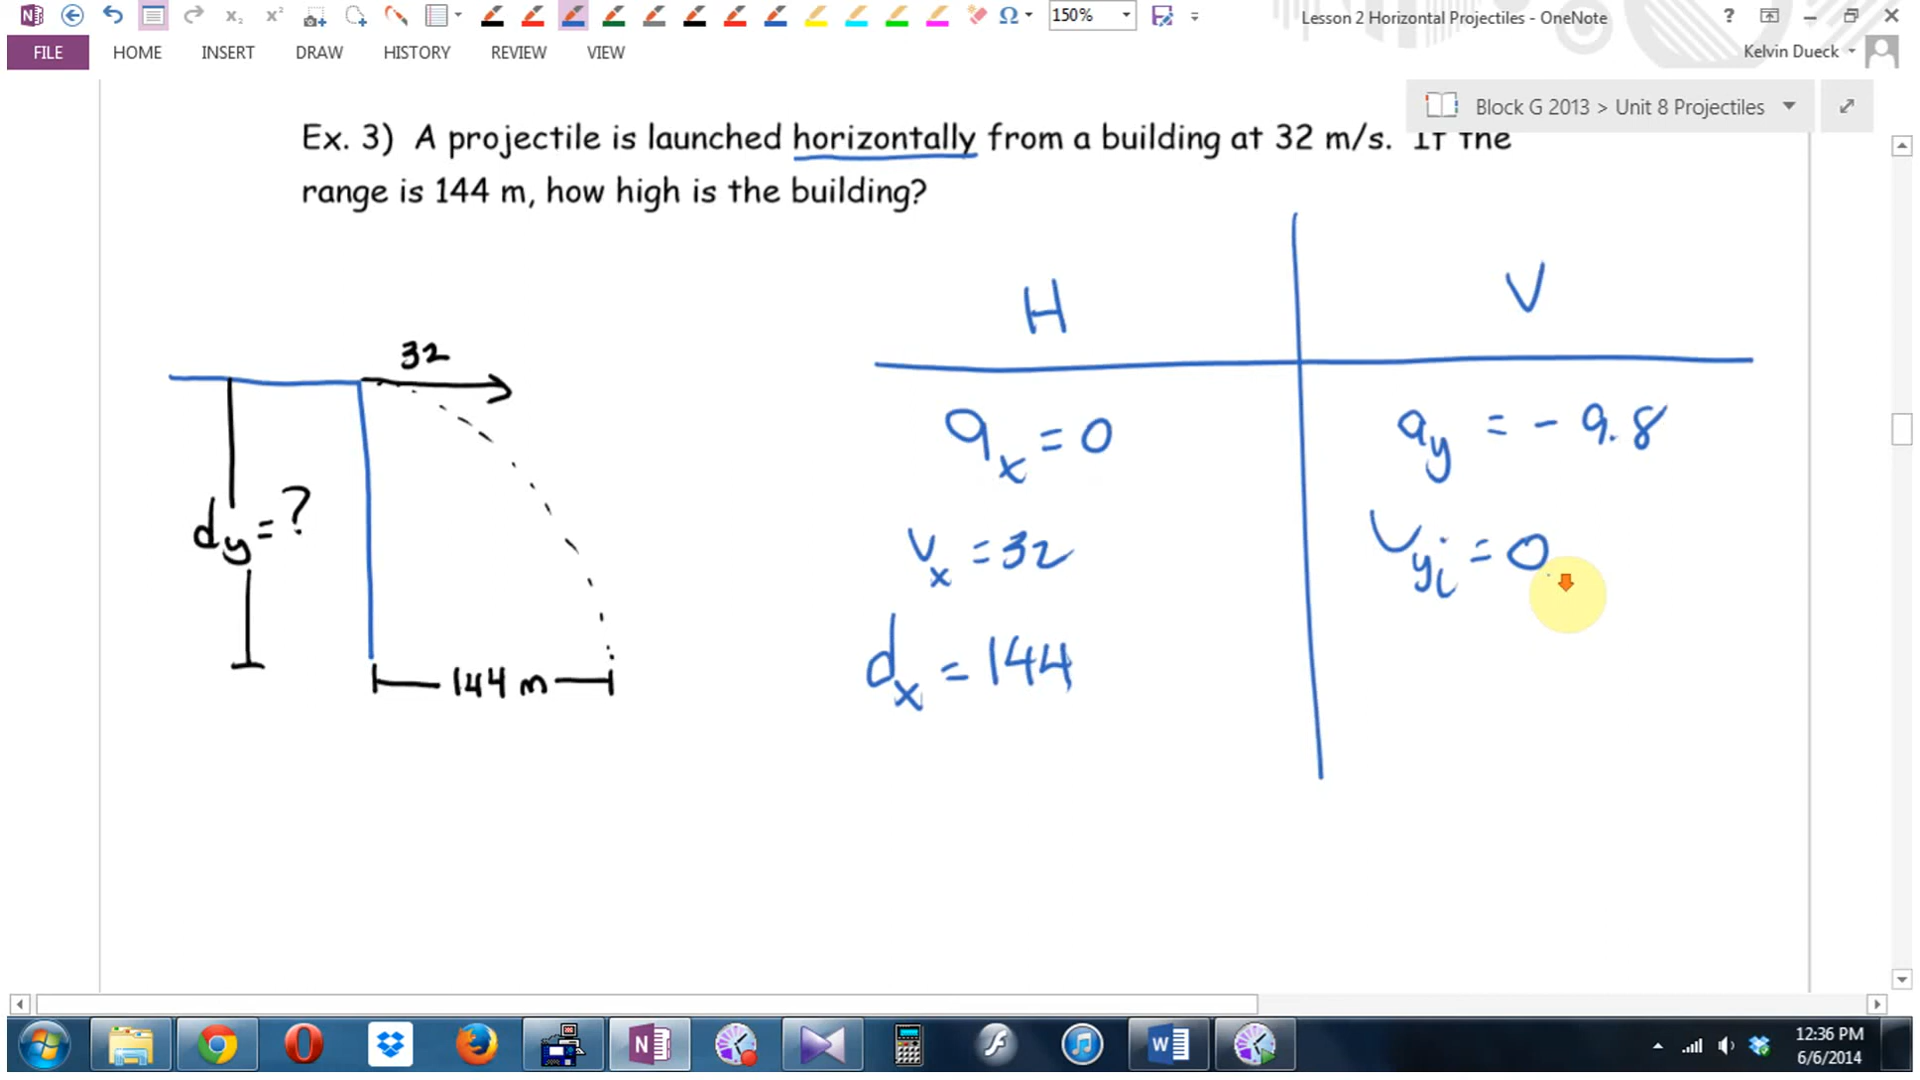 150%
Lesson 2 Horizontal Projectiles - OneNote
FILE HOME INSERT DRAW HISTORY REVIEW VIEW
Kelvin Dueck
Block G 2013 > Unit 8 Projectiles
Ex. 3) A projectile is launched horizontally from a building at 32 m/s. If the
range is 144 m, how high is the building?
H V
32
ax = 0 ay = - 9.8
dy = ?
vx = 32 vyi = 0
dx = 144
144 m
12:36 PM
6/6/2014